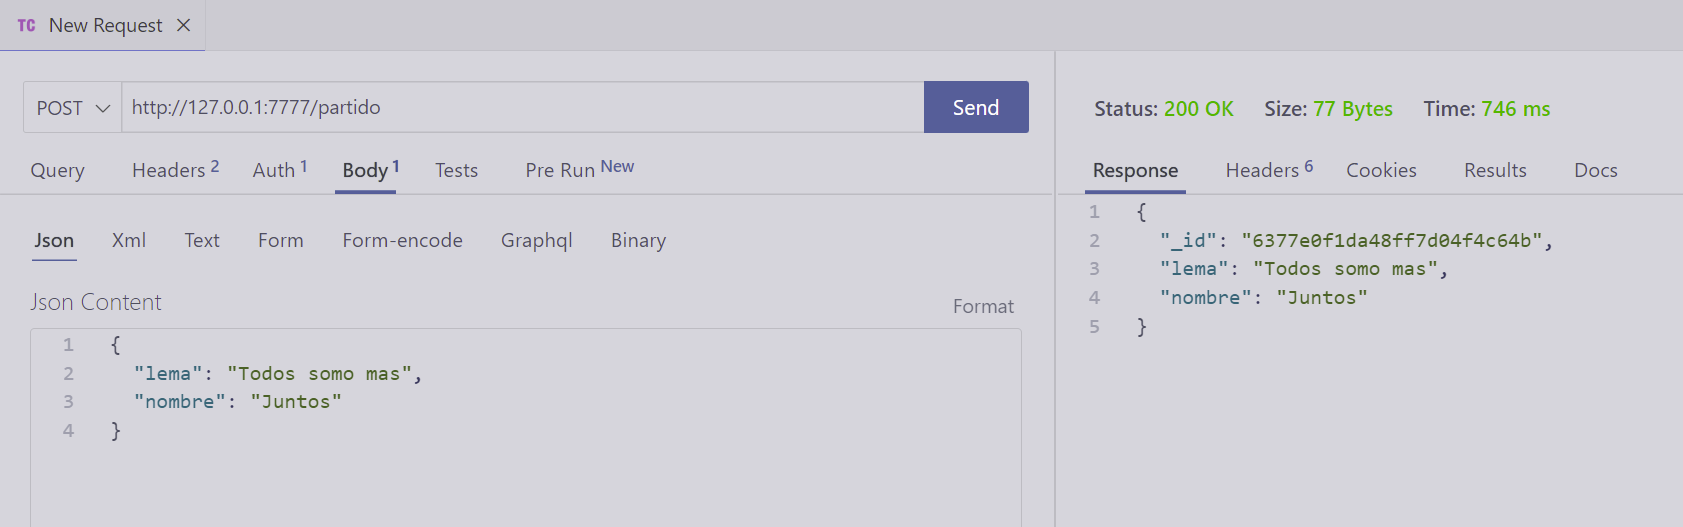 TC New Request
POST http://127.0.0.1:7777/partido Send
Query Headers 2 Auth 1 Body 1 Tests Pre Run New
Json Xml Text Form Form-encode Graphql Binary
Json Content Format
1 {
2 "lema": "Todos somo mas",
3 "nombre": "Juntos"
4 }
Status: 200 OK Size: 77 Bytes Time: 746 ms
Response Headers 6 Cookies Results Docs
1 {
2 "_id": "6377e0f1da48ff7d04f4c64b",
3 "lema": "Todos somo mas",
4 "nombre": "Juntos"
5 }